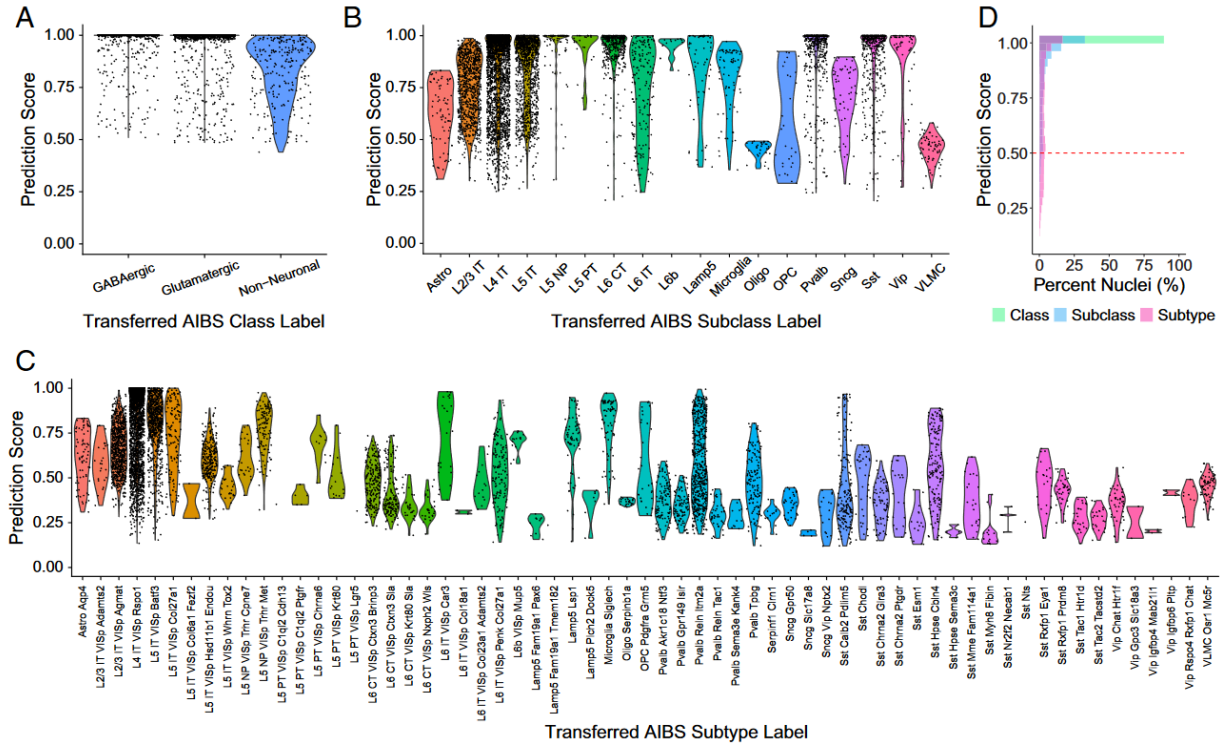 A
Prediction Score
1.00
0.75
0.50
0.25
0.00
GABAergic
Glutamatergic
Non-Neuronal
Transferred AIBS Class Label
B
Prediction Score
1.00
0.75
0.50
0.25
0.00
Astro
L2/3 IT
L4 IT
L5 IT
L5 NP
L5 PT
L6 CT
L6 IT
L6b
Lamp5
Microglia
Oligo
OPC
Pvalb
Sncg
Sst
Vip
VLMC
Transferred AIBS Subclass Label
D
Prediction Score
1.00
0.75
0.50
0.25
0 25 50 75 100
Percent Nuclei (%)
Class Subclass Subtype
C
Prediction Score
1.00
0.75
0.50
0.25
0.00
Astro Aqp4
L2/3 IT VISp Adamts2
L2/3 IT VISp Agmat
L4 IT VISp Rspo1
L5 IT VISp Batf3
L5 IT VISp Col27a1
L5 IT VISp Col6a1 Fezf2
L5 IT VISp Hsd11b1 Endou
L5 IT VISp Whrn Tox2
L5 NP VISp Trhr Cpne7
L5 NP VISp Trhr Met
L5 PT VISp C1ql2 Cdh13
L5 PT VISp C1ql2 Ptgfr
L5 PT VISp Chrna6
L5 PT VISp Krt80
L5 PT VISp Lgr5
L6 CT VISp Ctxn3 Brinp3
L6 CT VISp Ctxn3 Sla
L6 CT VISp Krt80 Sla
L6 CT VISp Nxph2 Wls
L6 IT VISp Car3
L6 IT VISp Col18a1
L6 IT VISp Col23a1 Adamts2
L6 IT VISp Penk Col27a1
L6b VISp Mup5
Lamp5 Fam19a1 Pax6
Lamp5 Fam19a1 Tmem182
Lamp5 Lsp1
Lamp5 Plch2 Dock5
Microglia Siglech
Oligo Serpinb1a
OPC Pdgfra Grm5
Pvalb Akr1c18 Ntf3
Pvalb Gpr149 Islr
Pvalb Reln Itm2a
Pvalb Reln Tac1
Pvalb Sema3e Kank4
Pvalb Tpbg
Serpinf1 Clrn1
Sncg Gpr50
Sncg Slc17a8
Sncg Vip Nptx2
Sst Calb2 Pdlim5
Sst Chodl
Sst Chrna2 Glra3
Sst Chrna2 Ptgdr
Sst Esm1
Sst Hpse Cbln4
Sst Hpse Sema3c
Sst Mme Fam114a1
Sst Myh8 Fibin
Sst Nr2f2 Necab1
Sst Nts
Sst Rxfp1 Eya1
Sst Rxfp1 Prdm8
Sst Tac1 Htr1d
Sst Tac2 Tacstd2
Vip Chat Htr1f
Vip Gpc3 Slc18a3
Vip Igfbp4 Mab21l1
Vip Igfbp6 Pltp
Vip Rspo4 Rxfp1 Chat
VLMC Osr1 Mc5r
Transferred AIBS Subtype Label